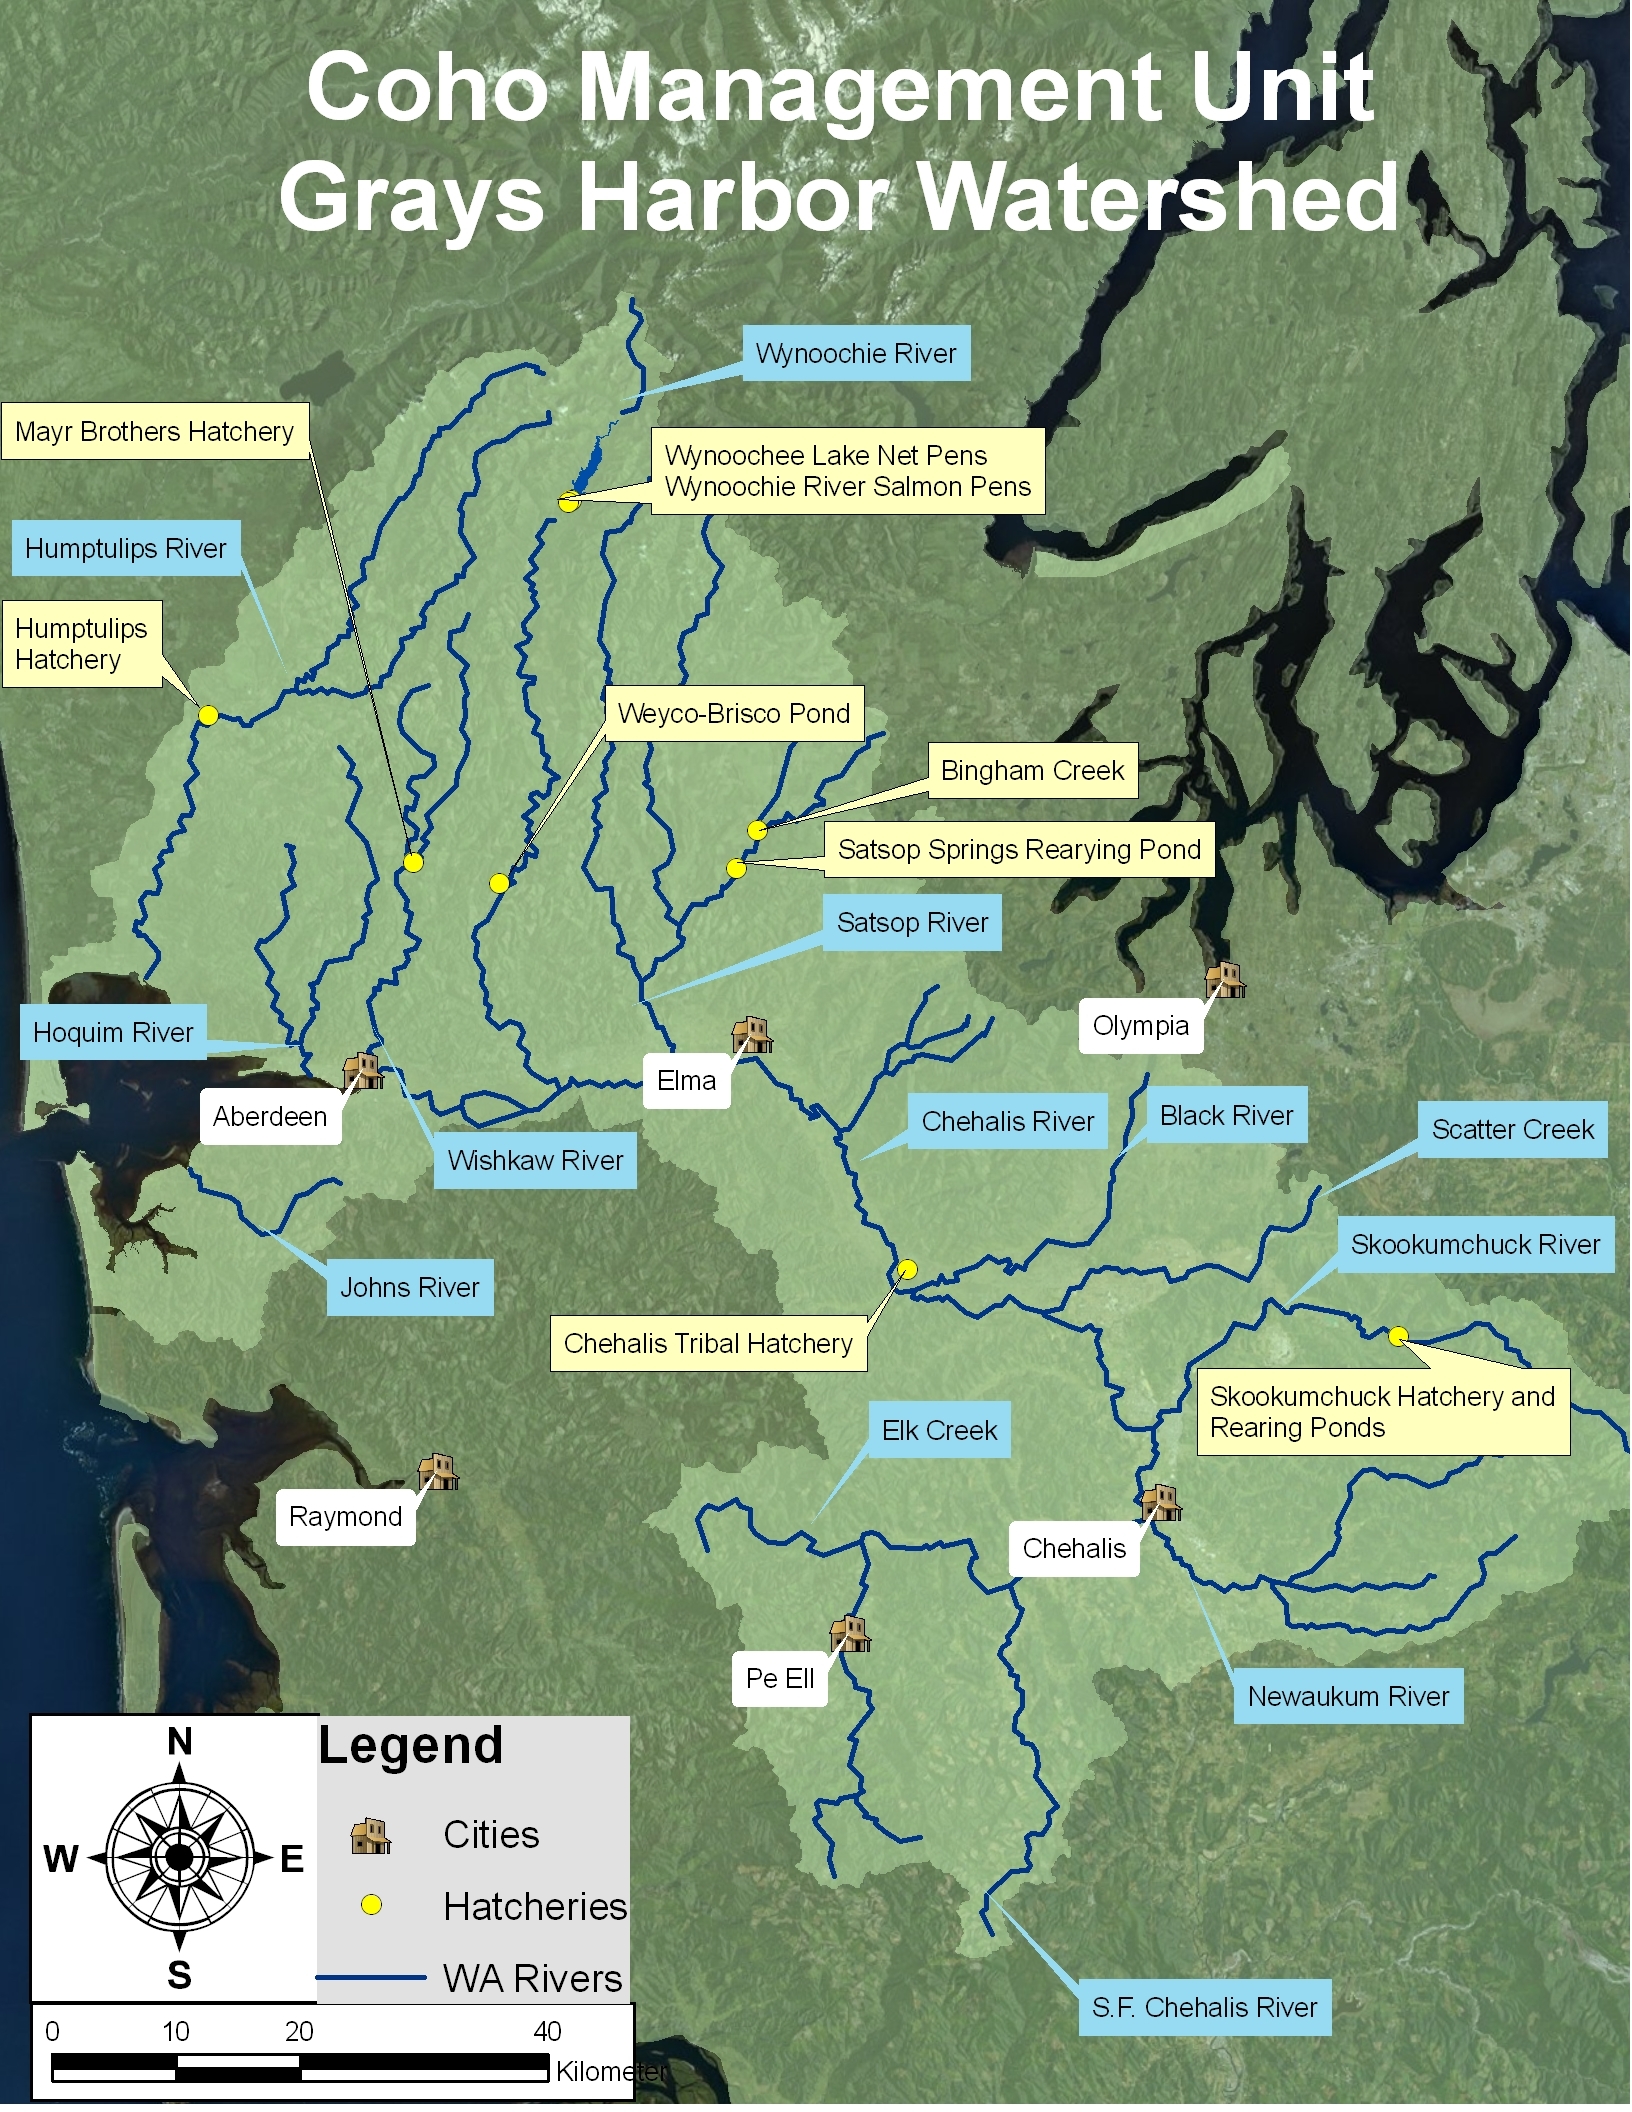 Coho Management Unit
Grays Harbor Watershed
Wynoochie River
Mayr Brothers Hatchery
Wynoochee Lake Net Pens
Wynoochie River Salmon Pens
Humptulips River
Humptulips
Hatchery
Weyco-Brisco Pond
Bingham Creek
Satsop Springs Rearying Pond
Satsop River
Olympia
Hoquim River
Elma
Aberdeen
Chehalis River
Black River
Scatter Creek
Wishkaw River
Skookumchuck River
Johns River
Chehalis Tribal Hatchery
Skookumchuck Hatchery and
Rearing Ponds
Elk Creek
Raymond
Chehalis
Pe Ell
Newaukum River
S.F. Chehalis River
N
W E
S
Legend
Cities
Hatcheries
WA Rivers
0 10 20 40
Kilometer